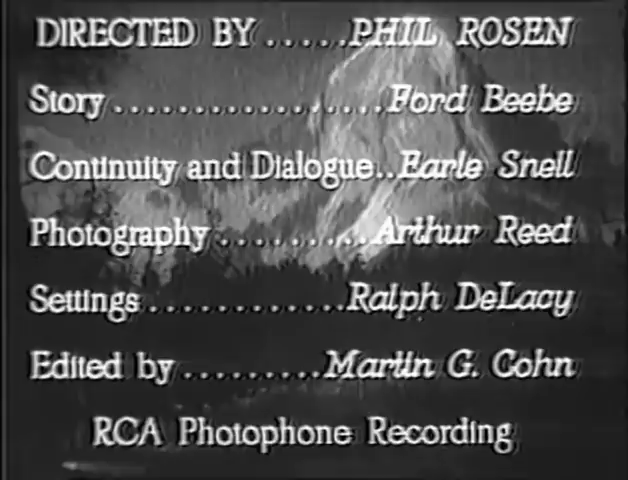 DIRECTED BY.....PHIL ROSEN
Story.................Ford Beebe
Continuity and Dialogue..Earle Snell
Photography..........Arthur Reed
Settings.............Ralph DeLacy
Edited by.........Martin G. Cohn
RCA Photophone Recording